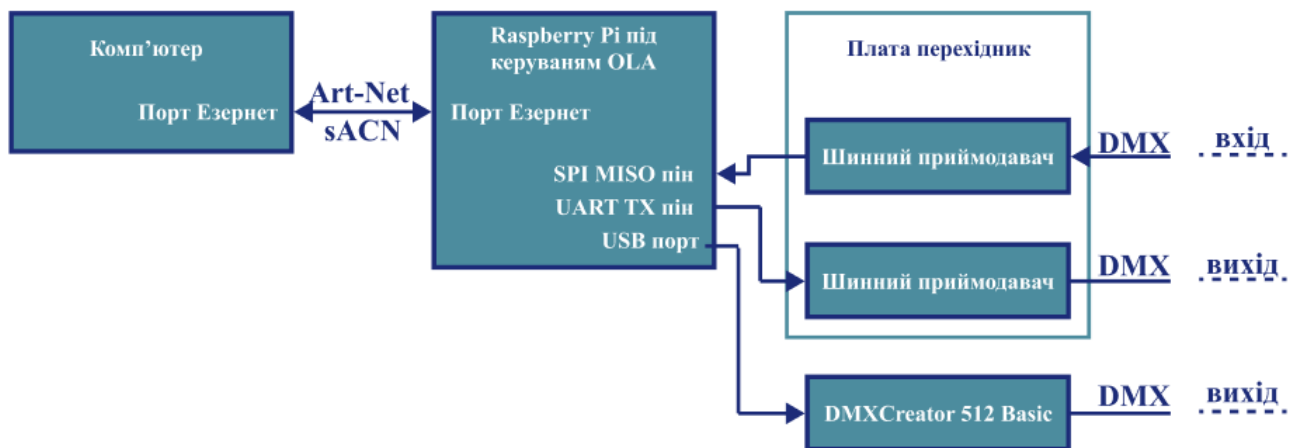 Комп’ютер
Порт Езернет
Art-Net
sACN
Raspberry Pi під
керуваням OLA
Порт Езернет
SPI MISO пін
UART TX пін
USB порт
Плата перехідник
Шинний приймодавач
DMX
вхід
Шинний приймодавач
DMX
вихід
DMXCreator 512 Basic
DMX
вихід